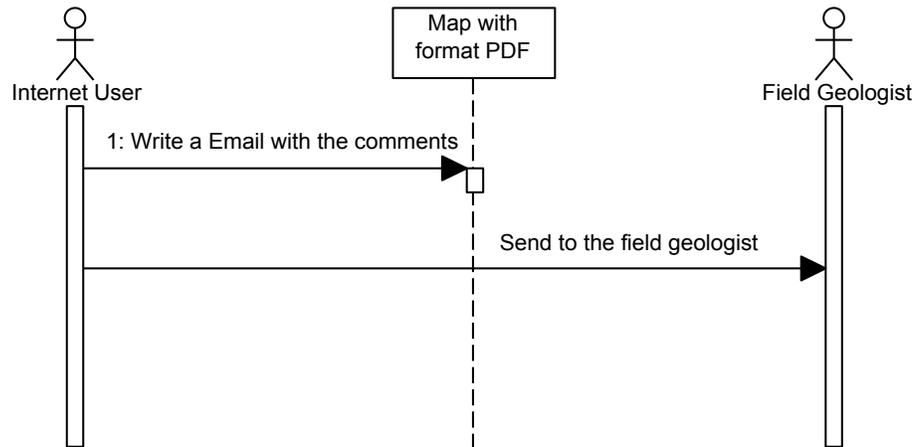 Map with
format PDF
Internet User
Field Geologist
1: Write a Email with the comments
Send to the field geologist